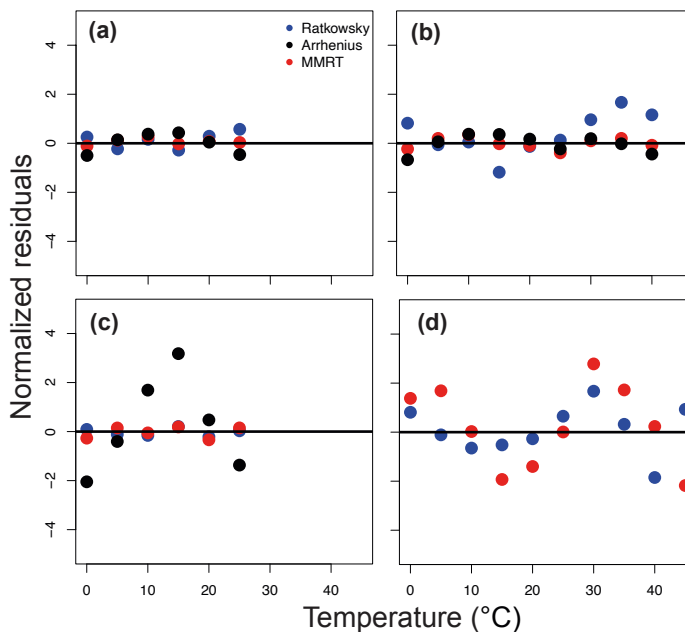 (a)
Ratkowsky
Arrhenius
MMRT
(b)
4
2
0
−2
−4
(c)
(d)
4
2
0
−2
−4
0 10 20 30 40
0 10 20 30 40
Normalized residuals
Temperature (°C)